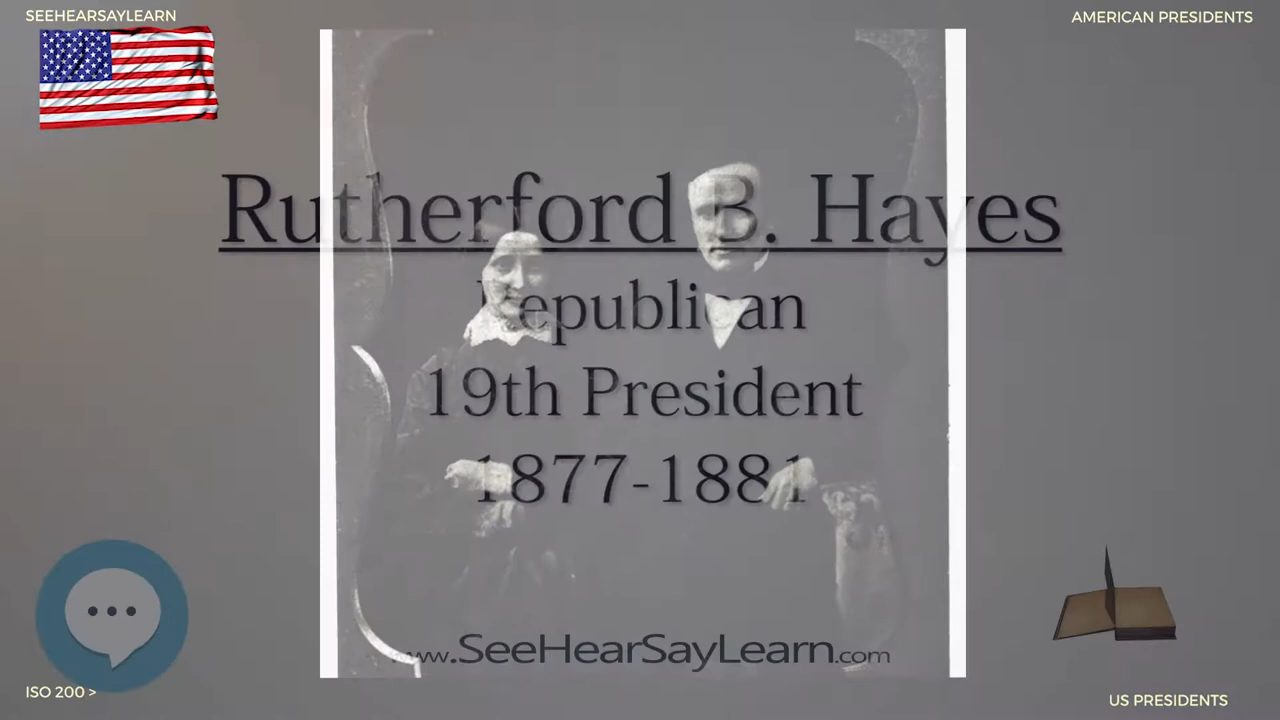 SEEHEARSAYLEARN
AMERICAN PRESIDENTS
Rutherford B. Hayes
Republican
19th President
1877-1881
www.SeeHearSayLearn.com
ISO 200 >
US PRESIDENTS